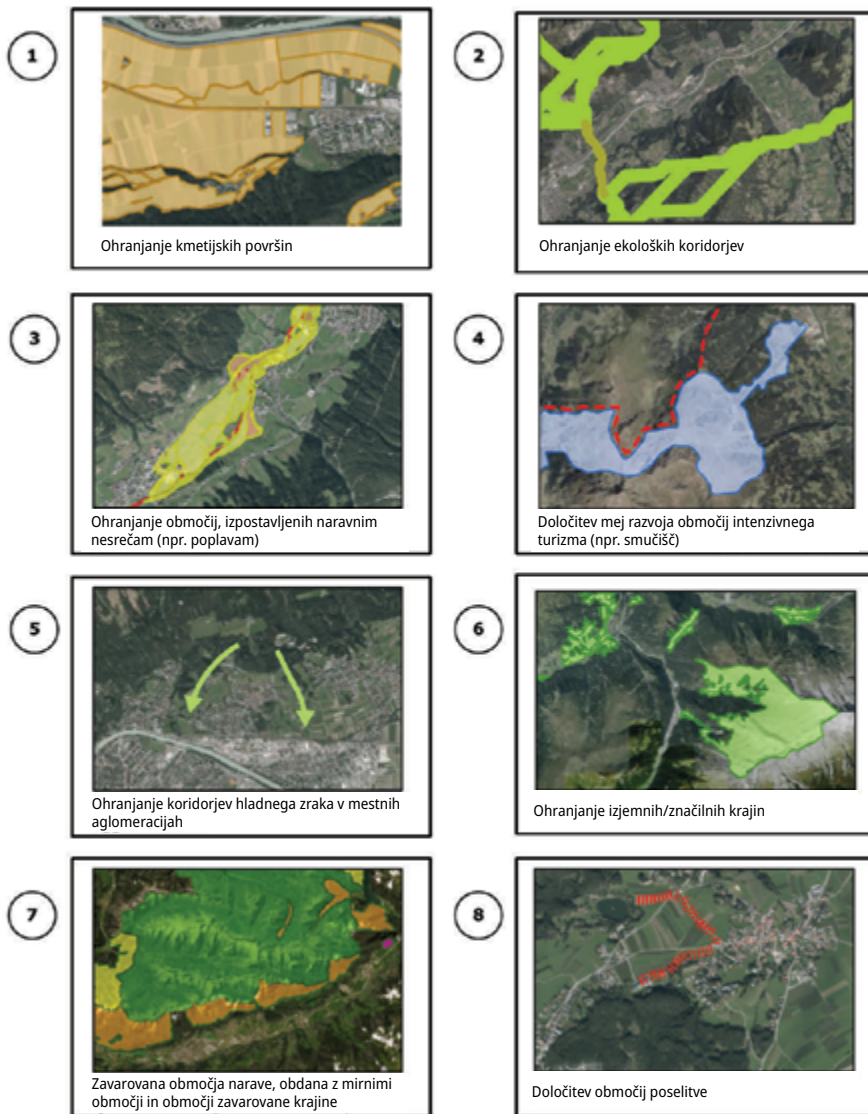 1
Ohranjanje kmetijskih površin
2
Ohranjanje ekoloških koridorjev
3
Ohranjanje območij, izpostavljenih naravnim
nesrečam (npr. poplavam)
4
Določitev mej razvoja območij intenzivnega
turizma (npr. smučišč)
5
Ohranjanje koridorjev hladnega zraka v mestnih
aglomeracijah
6
Ohranjanje izjemnih/značilnih krajin
7
Zavarovana območja narave, obdana z mirnimi
območji in območji zavarovane krajine
8
Določitev območij poselitve